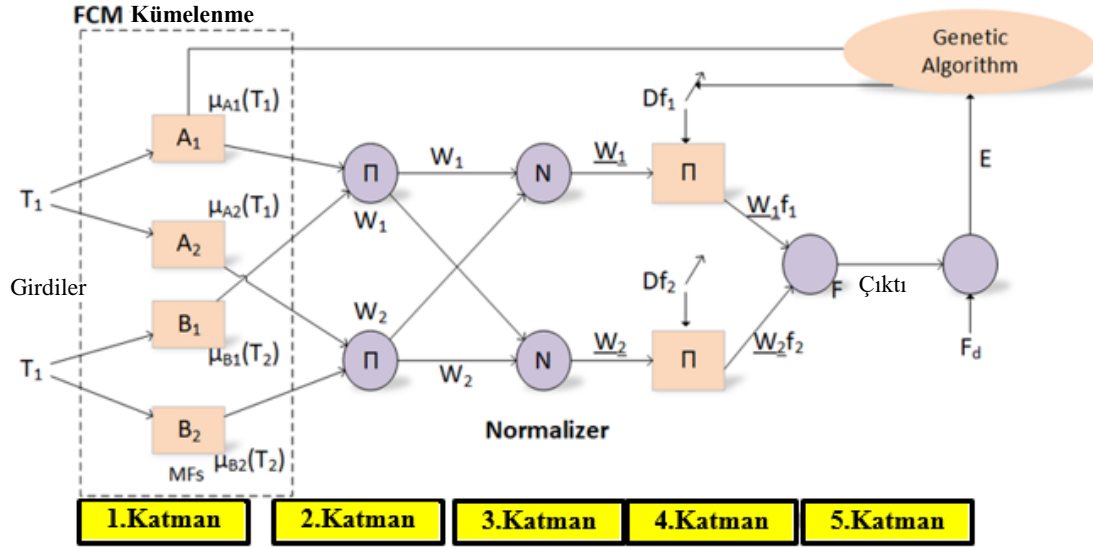 FCM Kümelenme
Genetic
Algorithm
μA1(T1)
Df1
A1
W1
W1
E
T1
Π
N
Π
μA2(T1)
W1
W1f1
A2
Df2
Girdiler
F
Çıktı
B1
W2
μB1(T2)
W2
W2f2
Fd
T1
Π
N
Π
W2
B2
Normalizer
μB2(T2)
MFs
1.Katman
2.Katman
3.Katman
4.Katman
5.Katman